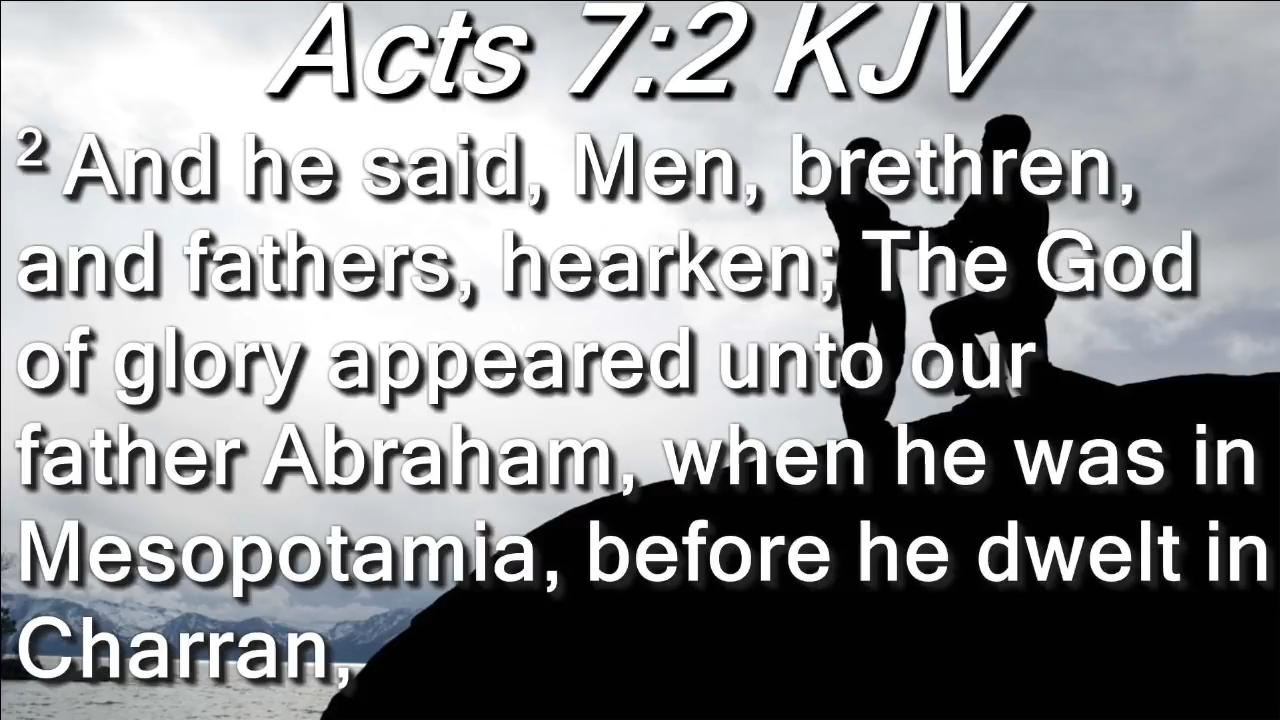 Acts 7:2 KJV
2 And he said, Men, brethren,
and fathers, hearken; The God
of glory appeared unto our
father Abraham, when he was in
Mesopotamia, before he dwelt in
Charran,